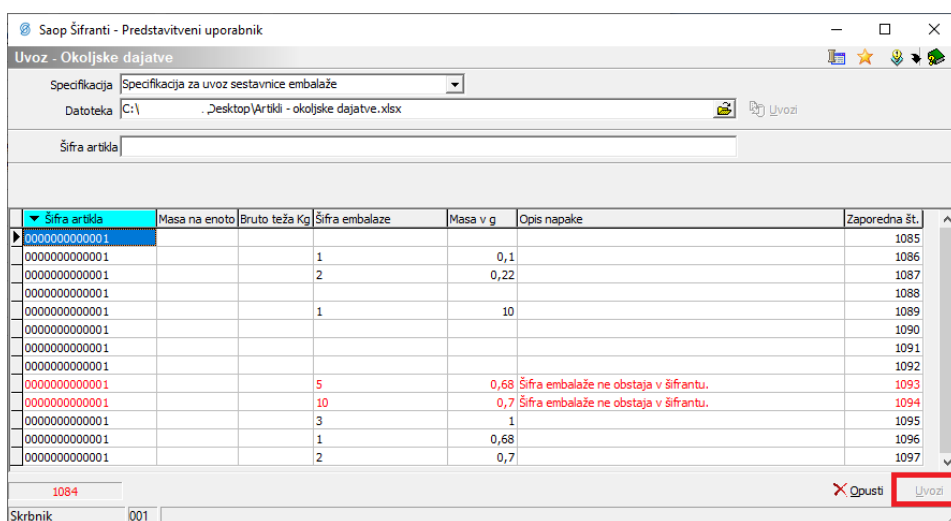 Saop Šifranti - Predstavitveni uporabnik
Uvoz - Okoljske dajatve
Specifikacija Specifikacija za uvoz sestavnice embalaže
Datoteka C:\ Desktop\Artikli - okoljske dajatve.xlsx Uvozi
Šifra artikla
Šifra artikla Masa na enoto Bruto teža Kg Šifra embalaze Masa v g Opis napake Zaporedna št.
0000000000001 1085
0000000000001 1 0,1 1086
0000000000001 2 0,22 1087
0000000000001 1088
0000000000001 1 10 1089
0000000000001 1090
0000000000001 1091
0000000000001 1092
0000000000001 5 0,68 Šifra embalaže ne obstaja v šifrantu. 1093
0000000000001 10 0,7 Šifra embalaže ne obstaja v šifrantu. 1094
0000000000001 3 1 1095
0000000000001 1 0,68 1096
0000000000001 2 0,7 1097
1084 Opusti Uvozi
Skrbnik 001